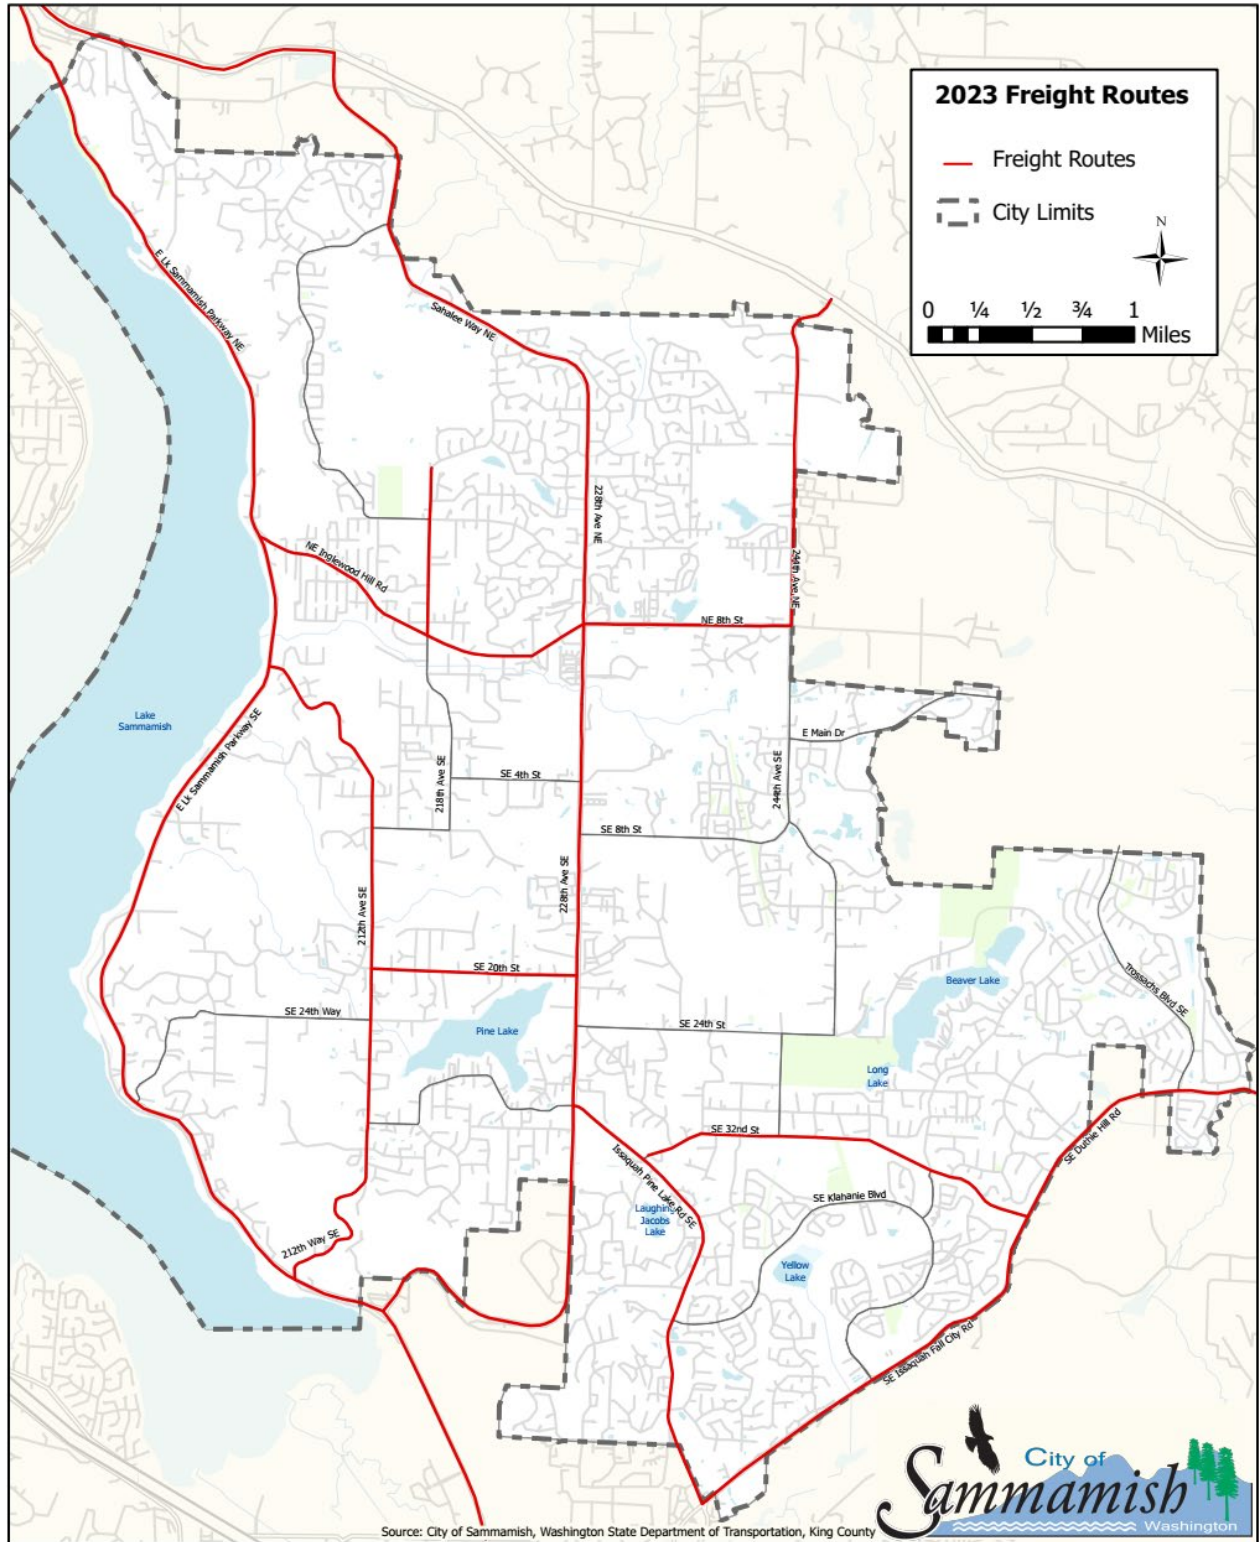 2023 Freight Routes
Freight Routes
City Limits
N
0 ¼ ½ ¾ 1
Miles
E Lk Sammamish Parkway NE
Sahalee Way NE
228th Ave NE
NE Inglewood Hill Rd
244th Ave NE
NE 8th St
Lake
Sammamish
E Lk Sammamish Parkway SE
E Main Dr
218th Ave SE
SE 4th St
244th Ave SE
SE 8th St
228th Ave SE
212th Ave SE
SE 20th St
Beaver Lake
Trossachs Blvd SE
SE 24th Way
Pine Lake
SE 24th St
Long
Lake
SE 32nd St
SE Duthie Hill Rd
Issaquah Pine Lake Rd SE
SE Klahanie Blvd
Laughing
Jacobs
Lake
212th Way SE
Yellow
Lake
SE Issaquah Fall City Rd
City of
Sammamish
Washington
Source: City of Sammamish, Washington State Department of Transportation, King County